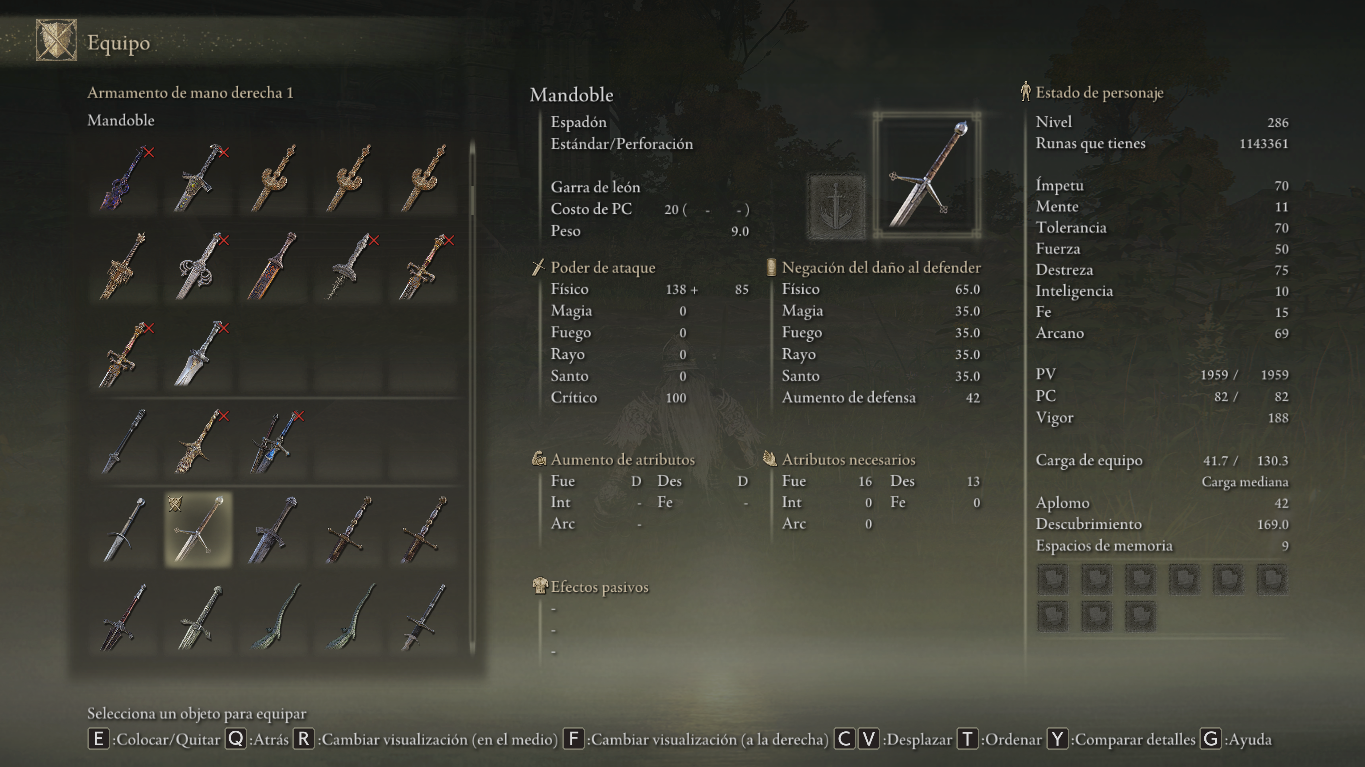 Equipo
Armamento de mano derecha 1
Mandoble
Mandoble
Espadón
Estándar/Perforación
Garra de león
Costo de PC 20 ( - - )
Peso 9.0
Poder de ataque
Físico 138 + 85
Magia 0
Fuego 0
Rayo 0
Santo 0
Crítico 100
Negación del daño al defender
Físico 65.0
Magia 35.0
Fuego 35.0
Rayo 35.0
Santo 35.0
Aumento de defensa 42
Aumento de atributos
Fue D Des D
Int - Fe -
Arc -
Atributos necesarios
Fue 16 Des 13
Int 0 Fe 0
Arc 0
Efectos pasivos
-
-
-
Estado de personaje
Nivel 286
Runas que tienes 1143361
Ímpetu 70
Mente 11
Tolerancia 70
Fuerza 50
Destreza 75
Inteligencia 10
Fe 15
Arcano 69
PV 1959 / 1959
PC 82 / 82
Vigor 188
Carga de equipo 41.7 / 130.3
Carga mediana
Aplomo 42
Descubrimiento 169.0
Espacios de memoria 9
Selecciona un objeto para equipar
E :Colocar/Quitar Q :Atrás R :Cambiar visualización (en el medio) F :Cambiar visualización (a la derecha) C V :Desplazar T :Ordenar Y :Comparar detalles G :Ayuda